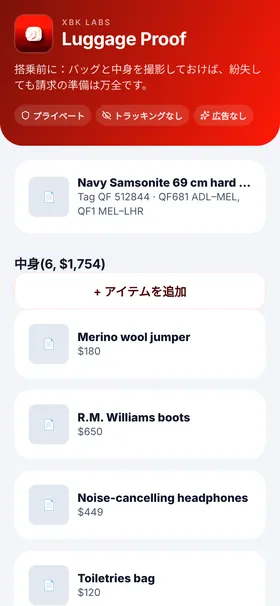 XBK LABS
Luggage Proof
搭乗前に：バッグと中身を撮影しておけば、紛失し
ても請求の準備は万全です。
プライベート
トラッキングなし
広告なし
Navy Samsonite 69 cm hard ...
Tag QF 512844 · QF681 ADL–MEL,
QF1 MEL–LHR
中身(6, $1,754)
+ アイテムを追加
Merino wool jumper
$180
R.M. Williams boots
$650
Noise-cancelling headphones
$449
Toiletries bag
$120